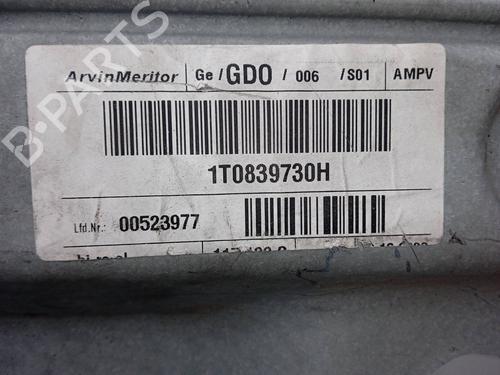 ArvinMeritor Ge / GDO / 006 / S01 AMPV
1T0839730H
Lfd.Nr.: 00523977
B-PARTS